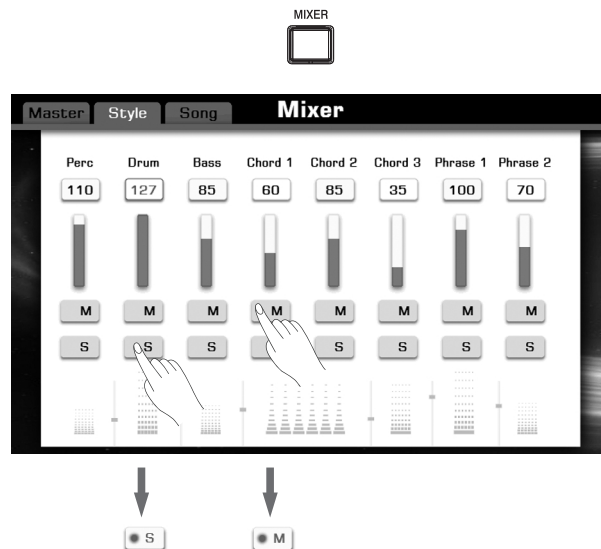 MIXER
Master Style Song Mixer
Perc Drum Bass Chord 1 Chord 2 Chord 3 Phrase 1 Phrase 2
110 127 85 60 85 35 100 70
M M M M M M M M
S S S S S S S
S M